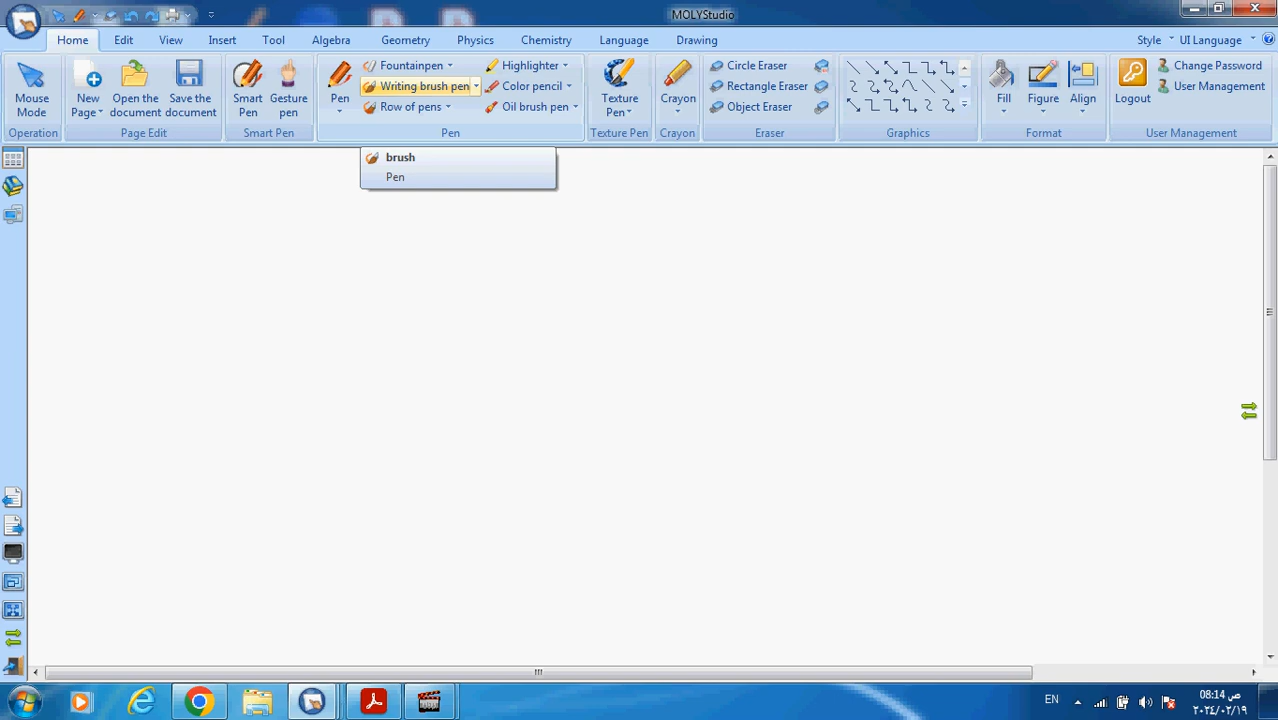 MOLYStudio
Home Edit View Insert Tool Algebra Geometry Physics Chemistry Language Drawing Style UI Language
Fountainpen Highlighter Circle Eraser Change Password
Writing brush pen Color pencil Rectangle Eraser User Management
Mouse Mode New Page Open the document Save the document Smart Pen Gesture pen Pen Texture Pen Crayon Fill Figure Align Logout
Row of pens Oil brush pen Object Eraser
Operation Page Edit Smart Pen Pen Texture Pen Crayon Eraser Graphics Format User Management
brush
Pen
EN
08:14 ص
٢٠٢٤/٠٢/١٩